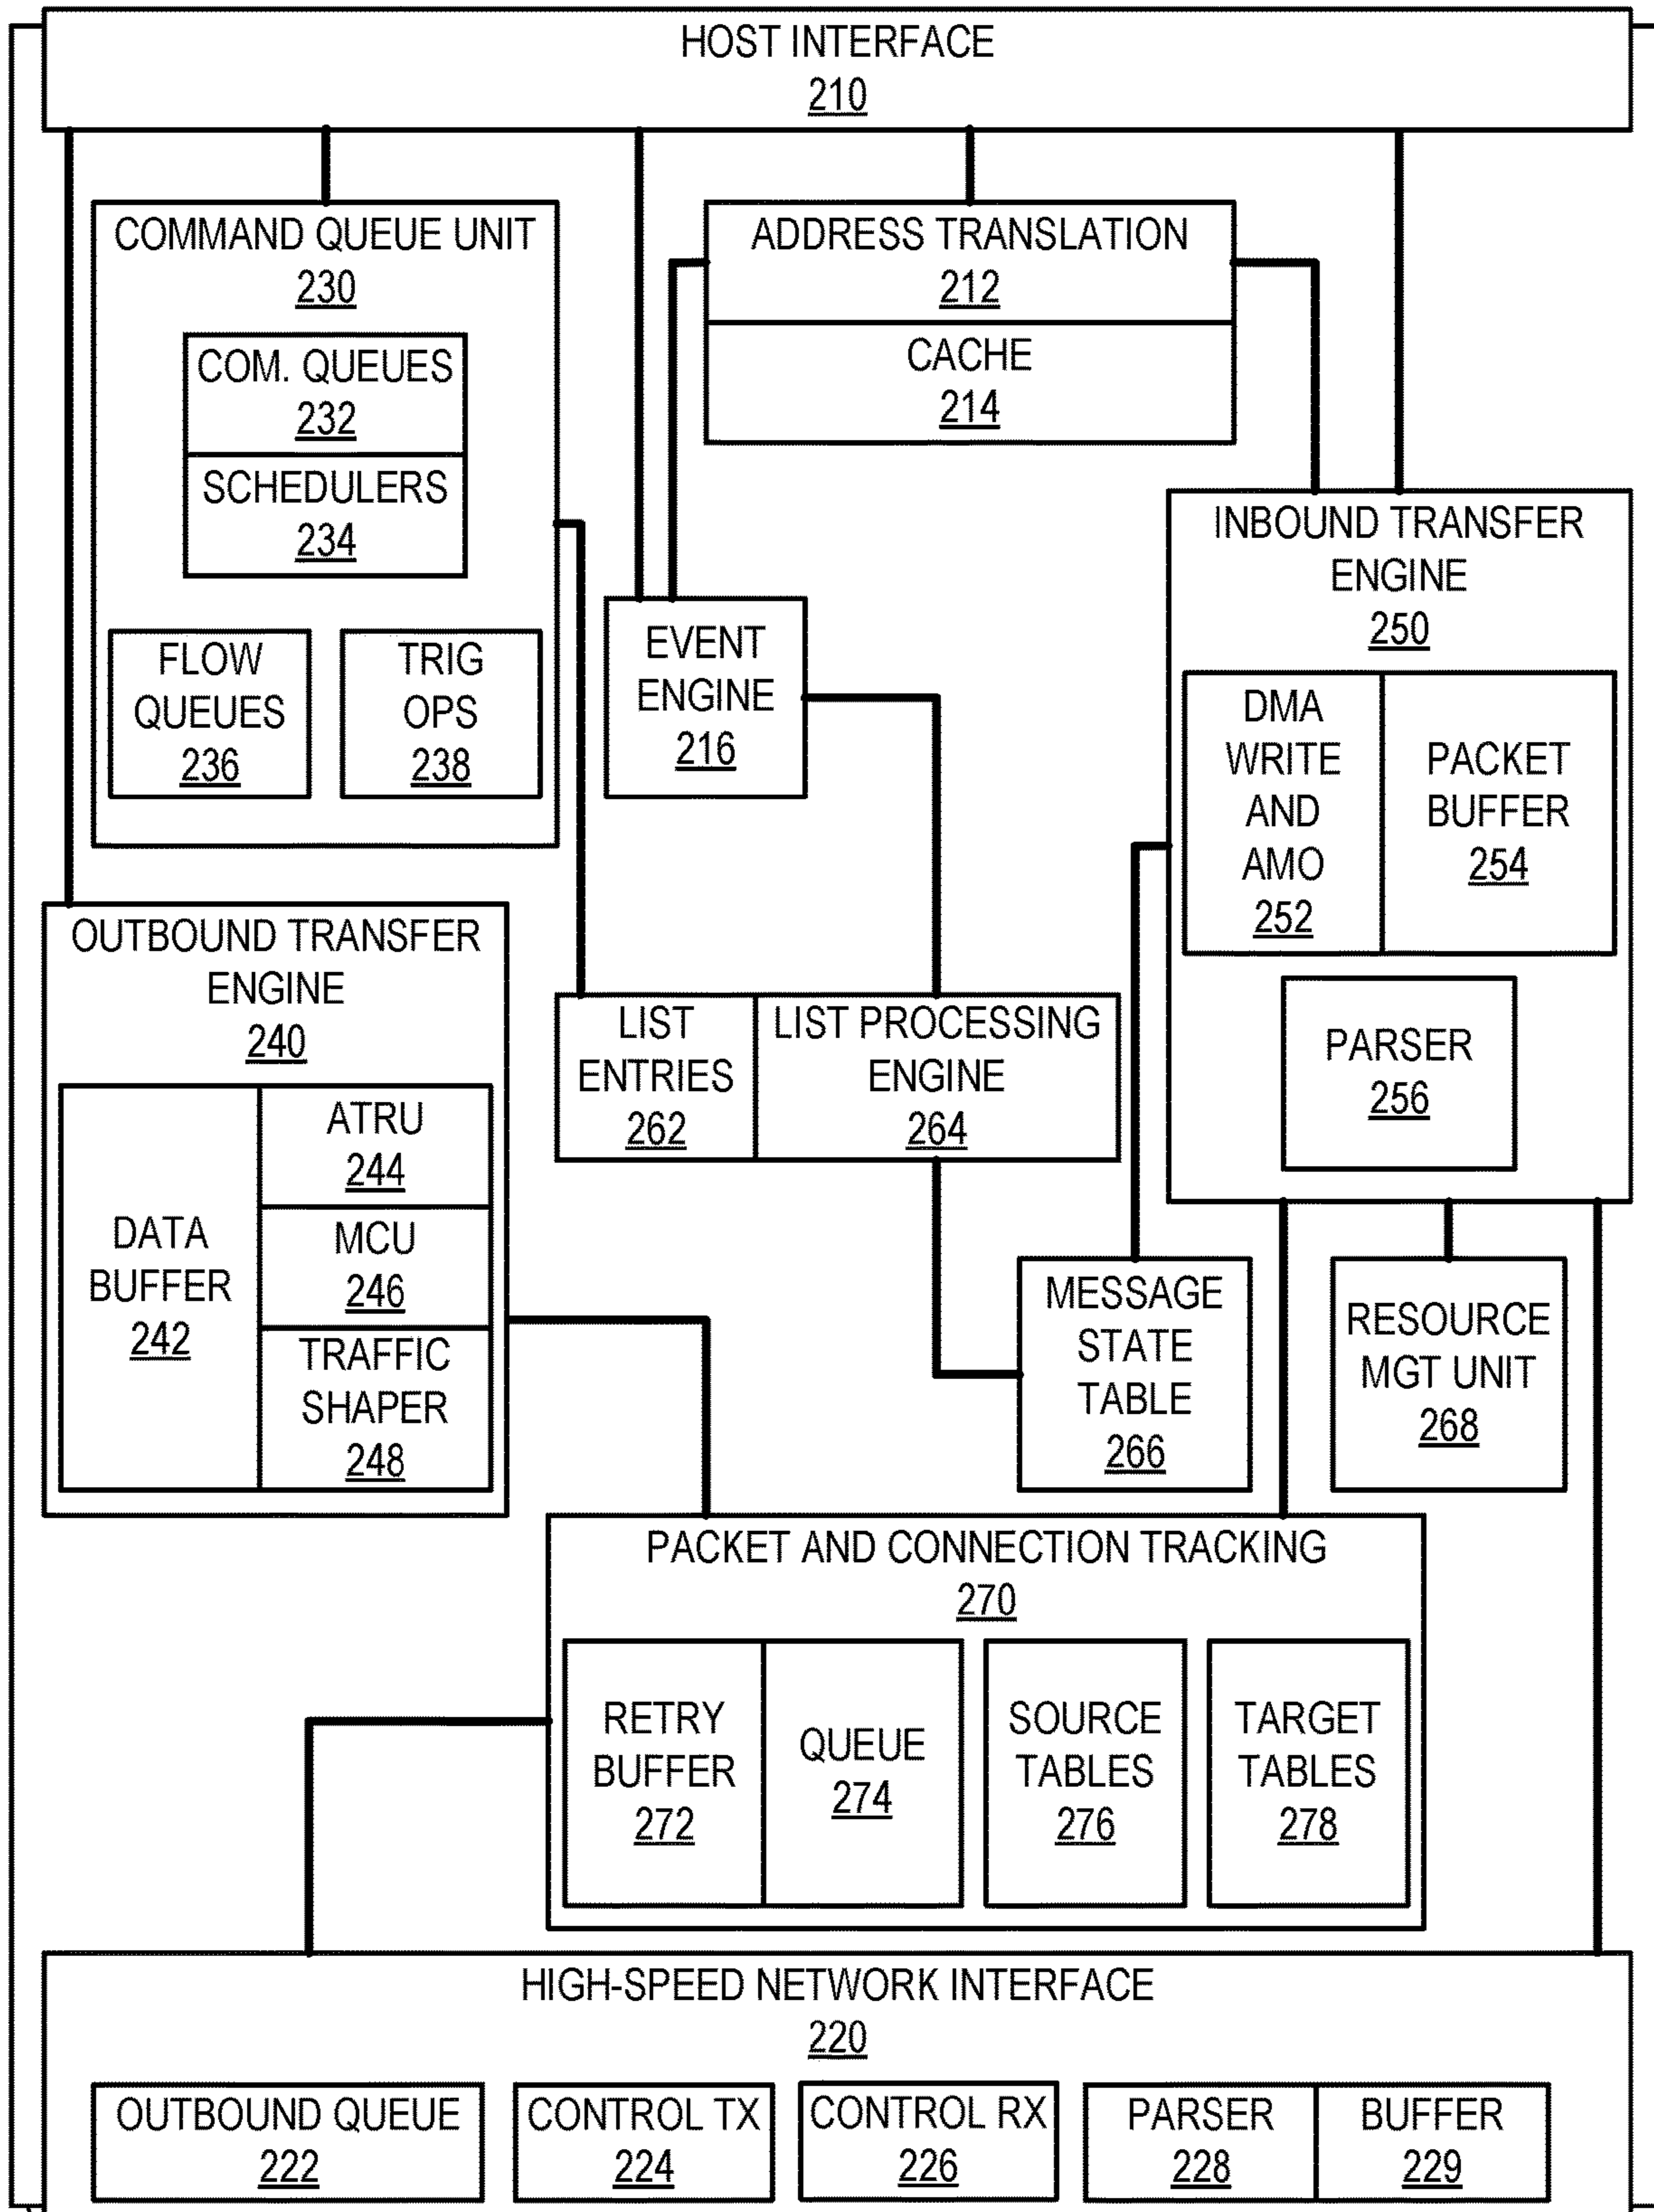 HOST INTERFACE
210
COMMAND QUEUE UNIT
230
COM. QUEUES
232
SCHEDULERS
234
FLOW
QUEUES
236
TRIG
OPS
238
ADDRESS TRANSLATION
212
CACHE
214
EVENT
ENGINE
216
INBOUND TRANSFER
ENGINE
250
DMA
WRITE
AND
AMO
252
PACKET
BUFFER
254
PARSER
256
OUTBOUND TRANSFER
ENGINE
240
DATA
BUFFER
242
ATRU
244
MCU
246
TRAFFIC
SHAPER
248
LIST
ENTRIES
262
LIST PROCESSING
ENGINE
264
MESSAGE
STATE
TABLE
266
RESOURCE
MGT UNIT
268
PACKET AND CONNECTION TRACKING
270
RETRY
BUFFER
272
QUEUE
274
SOURCE
TABLES
276
TARGET
TABLES
278
HIGH-SPEED NETWORK INTERFACE
220
OUTBOUND QUEUE
222
CONTROL TX
224
CONTROL RX
226
PARSER
228
BUFFER
229